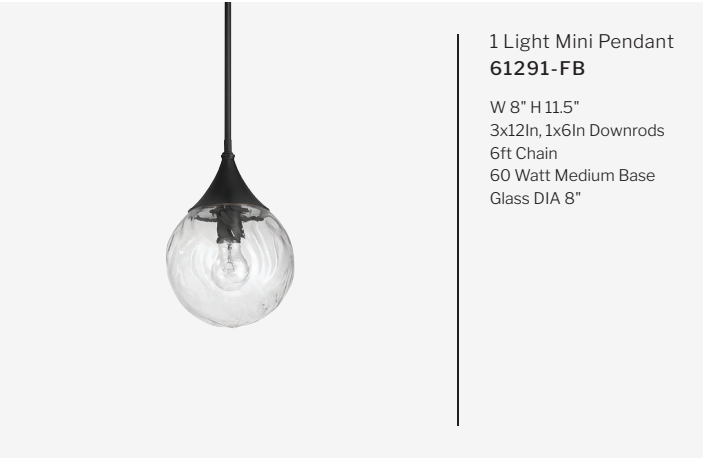 1 Light Mini Pendant
61291-FB
W 8" H 11.5"
3x12In, 1x6In Downrods
6ft Chain
60 Watt Medium Base
Glass DIA 8"